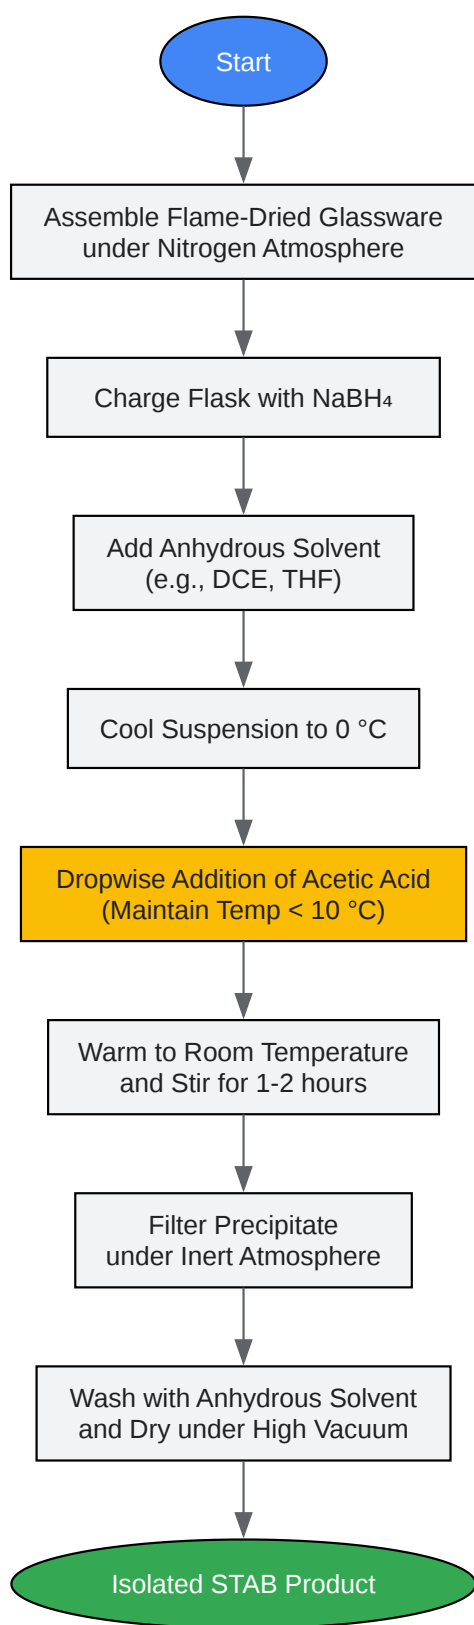 Start
Assemble Flame-Dried Glassware
under Nitrogen Atmosphere
Charge Flask with NaBH₄
Add Anhydrous Solvent
(e.g., DCE, THF)
Cool Suspension to 0 °C
Dropwise Addition of Acetic Acid
(Maintain Temp < 10 °C)
Warm to Room Temperature
and Stir for 1-2 hours
Filter Precipitate
under Inert Atmosphere
Wash with Anhydrous Solvent
and Dry under High Vacuum
Isolated STAB Product